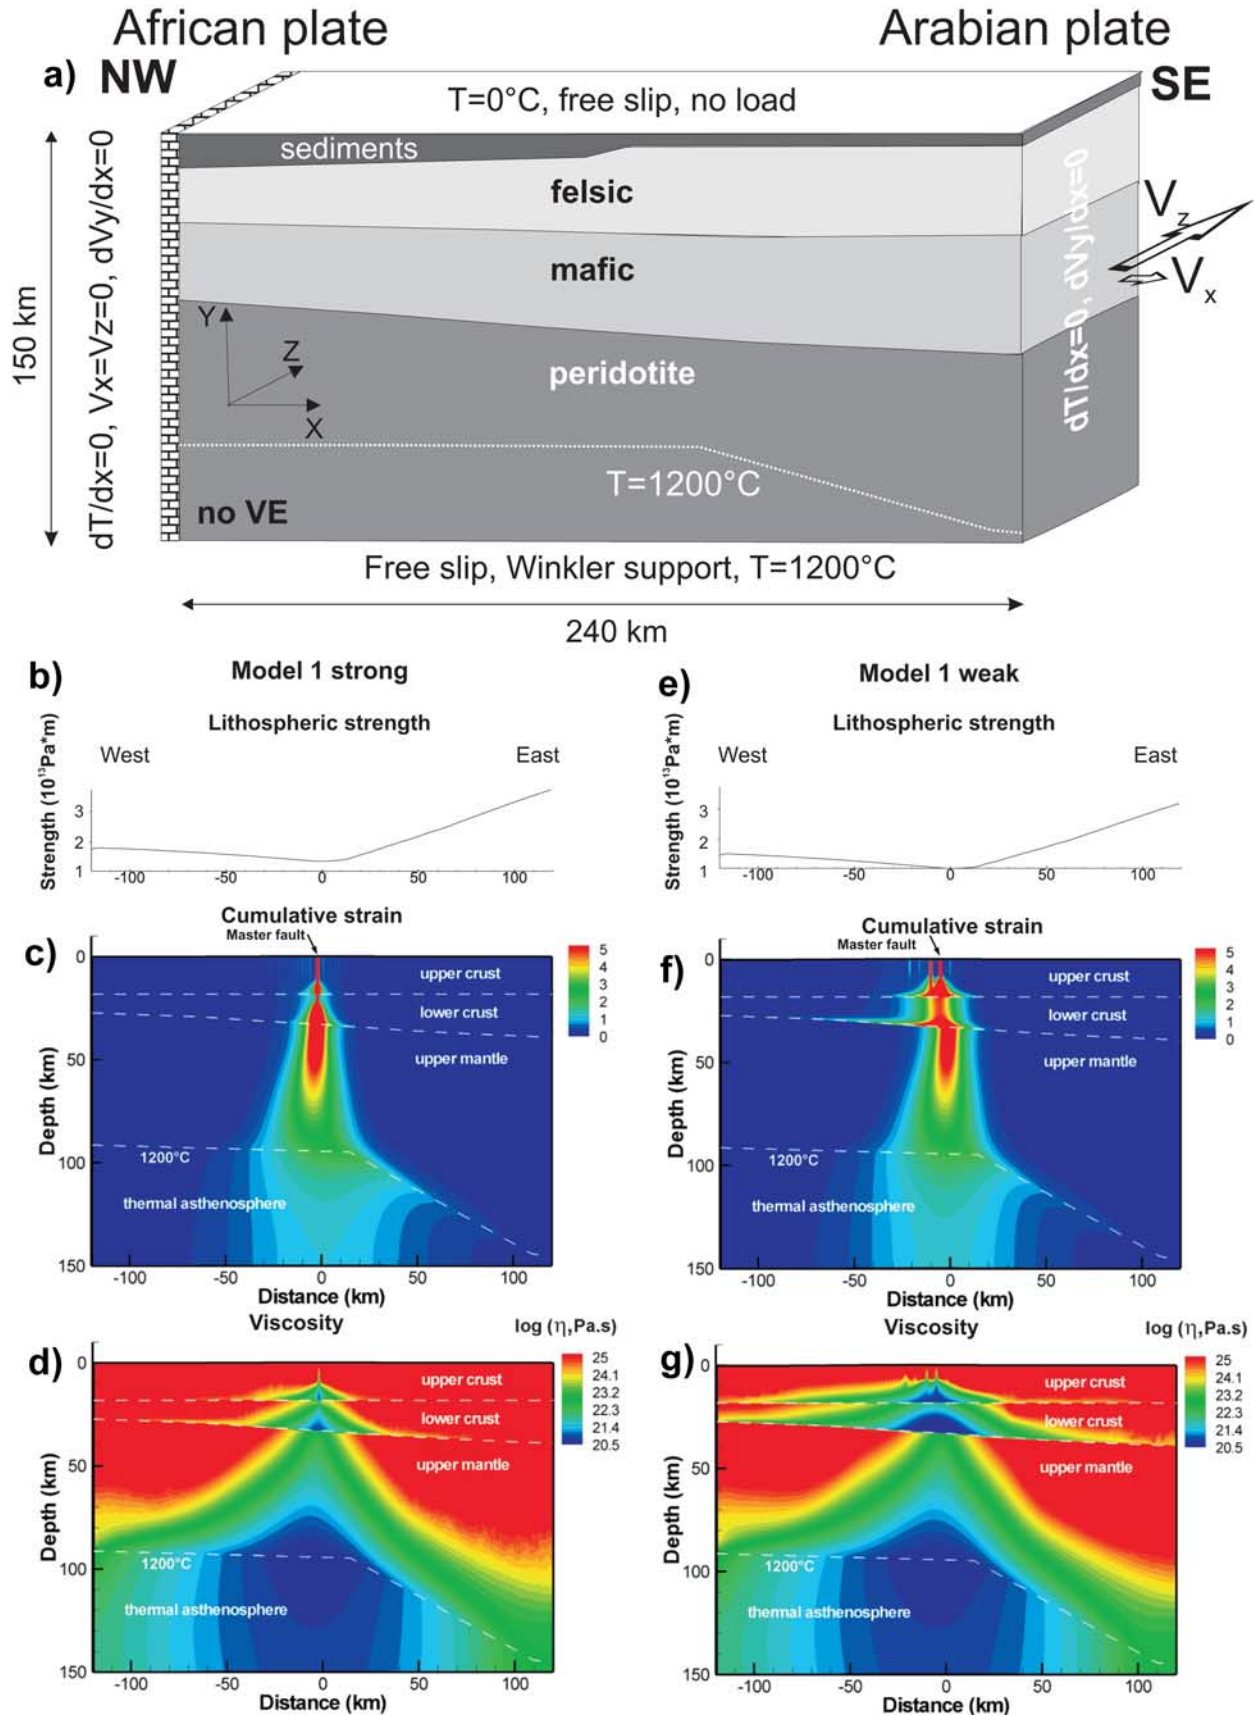 African plate
Arabian plate
a) NW
SE
T=0°C, free slip, no load
sediments
felsic
mafic
peridotite
T=1200°C
no VE
Y
Z
X
V z
V x
150 km
dT/dx=0, Vx=Vz=0, dVy/dx=0
dT/dx=0, dVy/dx=0
Free slip, Winkler support, T=1200°C
240 km
b) Model 1 strong
Lithospheric strength
West
East
Strength (10¹³Pa*m)
3
2
1
-100 -50 0 50 100
Cumulative strain
Master fault
c)
0
50
100
150
Depth (km)
upper crust
lower crust
upper mantle
1200°C
thermal asthenosphere
5
4
3
2
1
0
-100 -50 0 50 100
Distance (km)
Viscosity
log (η,Pa.s)
d)
0
50
100
150
Depth (km)
upper crust
lower crust
upper mantle
1200°C
thermal asthenosphere
25
24.1
23.2
22.3
21.4
20.5
-100 -50 0 50 100
Distance (km)
e) Model 1 weak
Lithospheric strength
West
East
Strength (10¹³Pa*m)
3
2
1
-100 -50 0 50 100
Cumulative strain
Master fault
f)
0
50
100
150
Depth (km)
upper crust
lower crust
upper mantle
1200°C
thermal asthenosphere
5
4
3
2
1
0
-100 -50 0 50 100
Distance (km)
Viscosity
log (η,Pa.s)
g)
0
50
100
150
Depth (km)
upper crust
lower crust
upper mantle
1200°C
thermal asthenosphere
25
24.1
23.2
22.3
21.4
20.5
-100 -50 0 50 100
Distance (km)